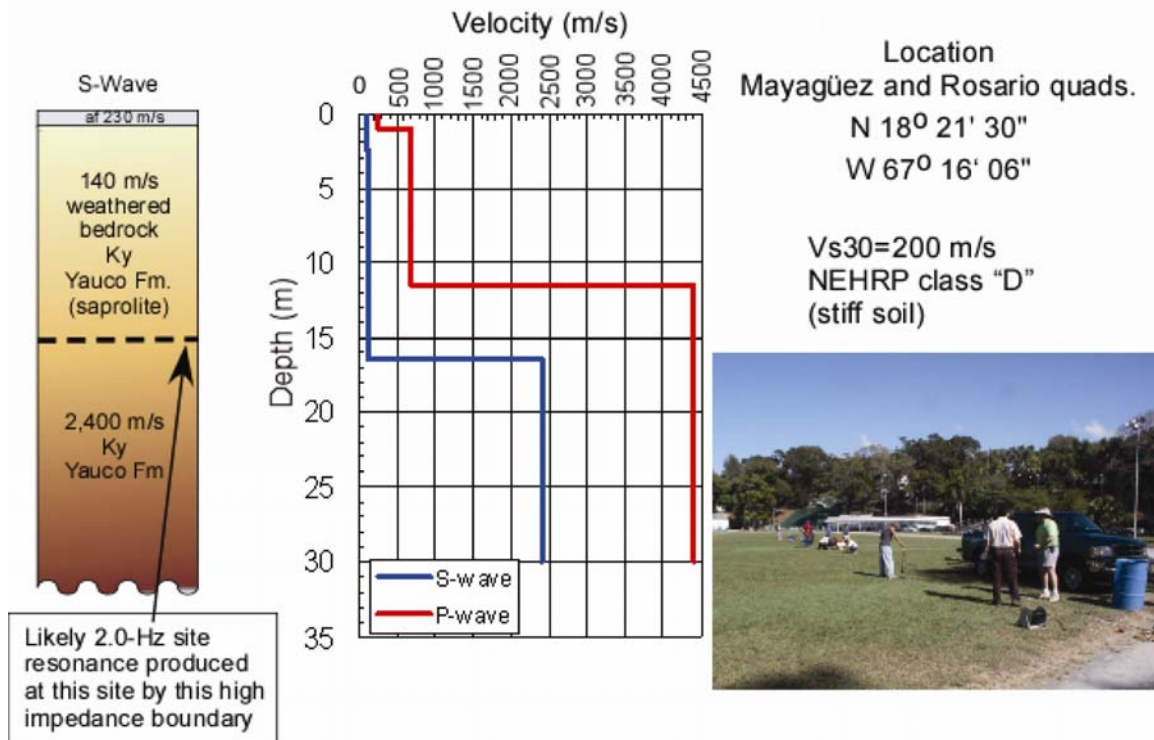 S-Wave
af 230 m/s
140 m/s
weathered
bedrock
Ky
Yauco Fm.
(saprolite)
2,400 m/s
Ky
Yauco Fm
Likely 2.0-Hz site
resonance produced
at this site by this high
impedance boundary
Velocity (m/s)
0
500
1000
1500
2000
2500
3000
3500
4000
4500
Depth (m)
0
5
10
15
20
25
30
35
S-wave
P-wave
Location
Mayagüez and Rosario quads.
N 18º 21' 30"
W 67º 16‘ 06"
Vs30=200 m/s
NEHRP class “D”
(stiff soil)